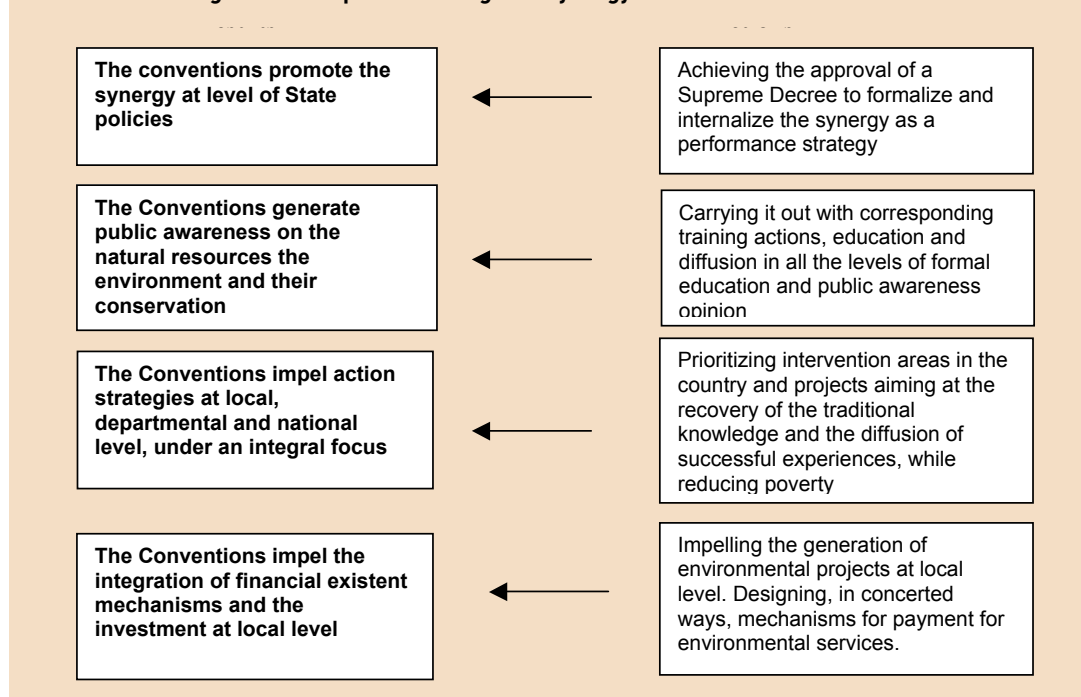 The conventions promote the
synergy at level of State
policies
Achieving the approval of a
Supreme Decree to formalize and
internalize the synergy as a
performance strategy
The Conventions generate
public awareness on the
natural resources the
environment and their
conservation
Carrying it out with corresponding
training actions, education and
diffusion in all the levels of formal
education and public awareness
opinion
The Conventions impel action
strategies at local,
departmental and national
level, under an integral focus
Prioritizing intervention areas in the
country and projects aiming at the
recovery of the traditional
knowledge and the diffusion of
successful experiences, while
reducing poverty
The Conventions impel the
integration of financial existent
mechanisms and the
investment at local level
Impelling the generation of
environmental projects at local
level. Designing, in concerted
ways, mechanisms for payment for
environmental services.